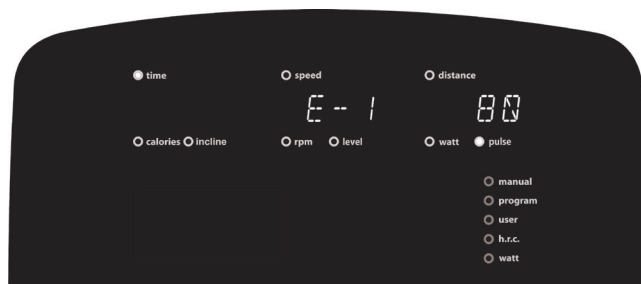 time speed distance
E-1 80
calories incline rpm level watt pulse
manual
program
user
h.r.c.
watt